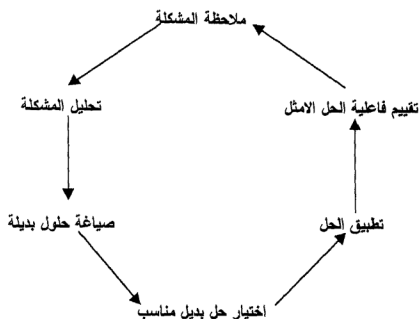 ملاحظة المشكلة
تحليل المشكلة
صياغة حلول بديلة
اختيار حل بديل مناسب
تطبيق الحل
تقييم فاعلية الحل الامثل